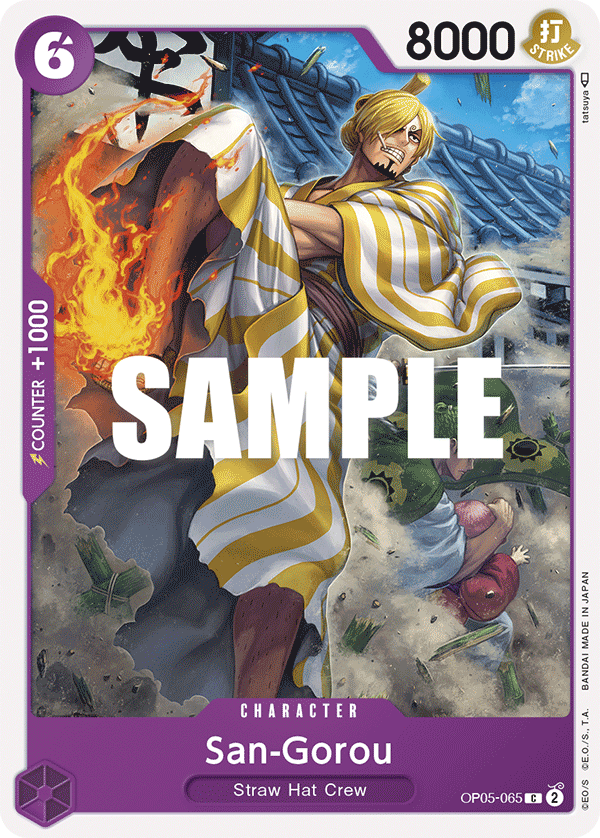 6
8000
打
STRIKE
tatsuya
COUNTER +1000
SAMPLE
BANDAI MADE IN JAPAN
©EO/S ©E.O./S., T.A.
CHARACTER
San-Gorou
Straw Hat Crew
OP05-065 C 2